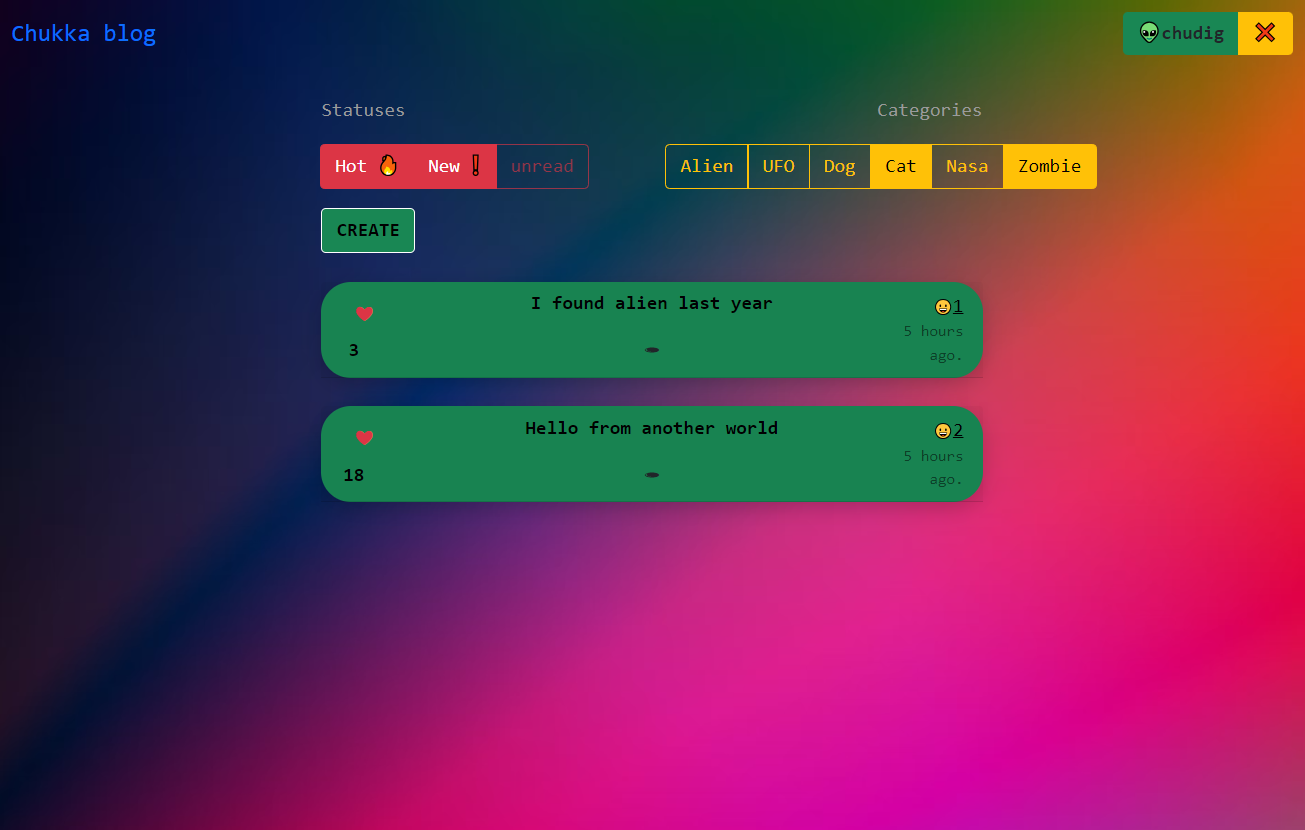 Chukka blog
chudig
Statuses
Categories
Hot New unread
Alien UFO Dog Cat Nasa Zombie
CREATE
I found alien last year
1
5 hours
ago.
3
Hello from another world
2
5 hours
ago.
18